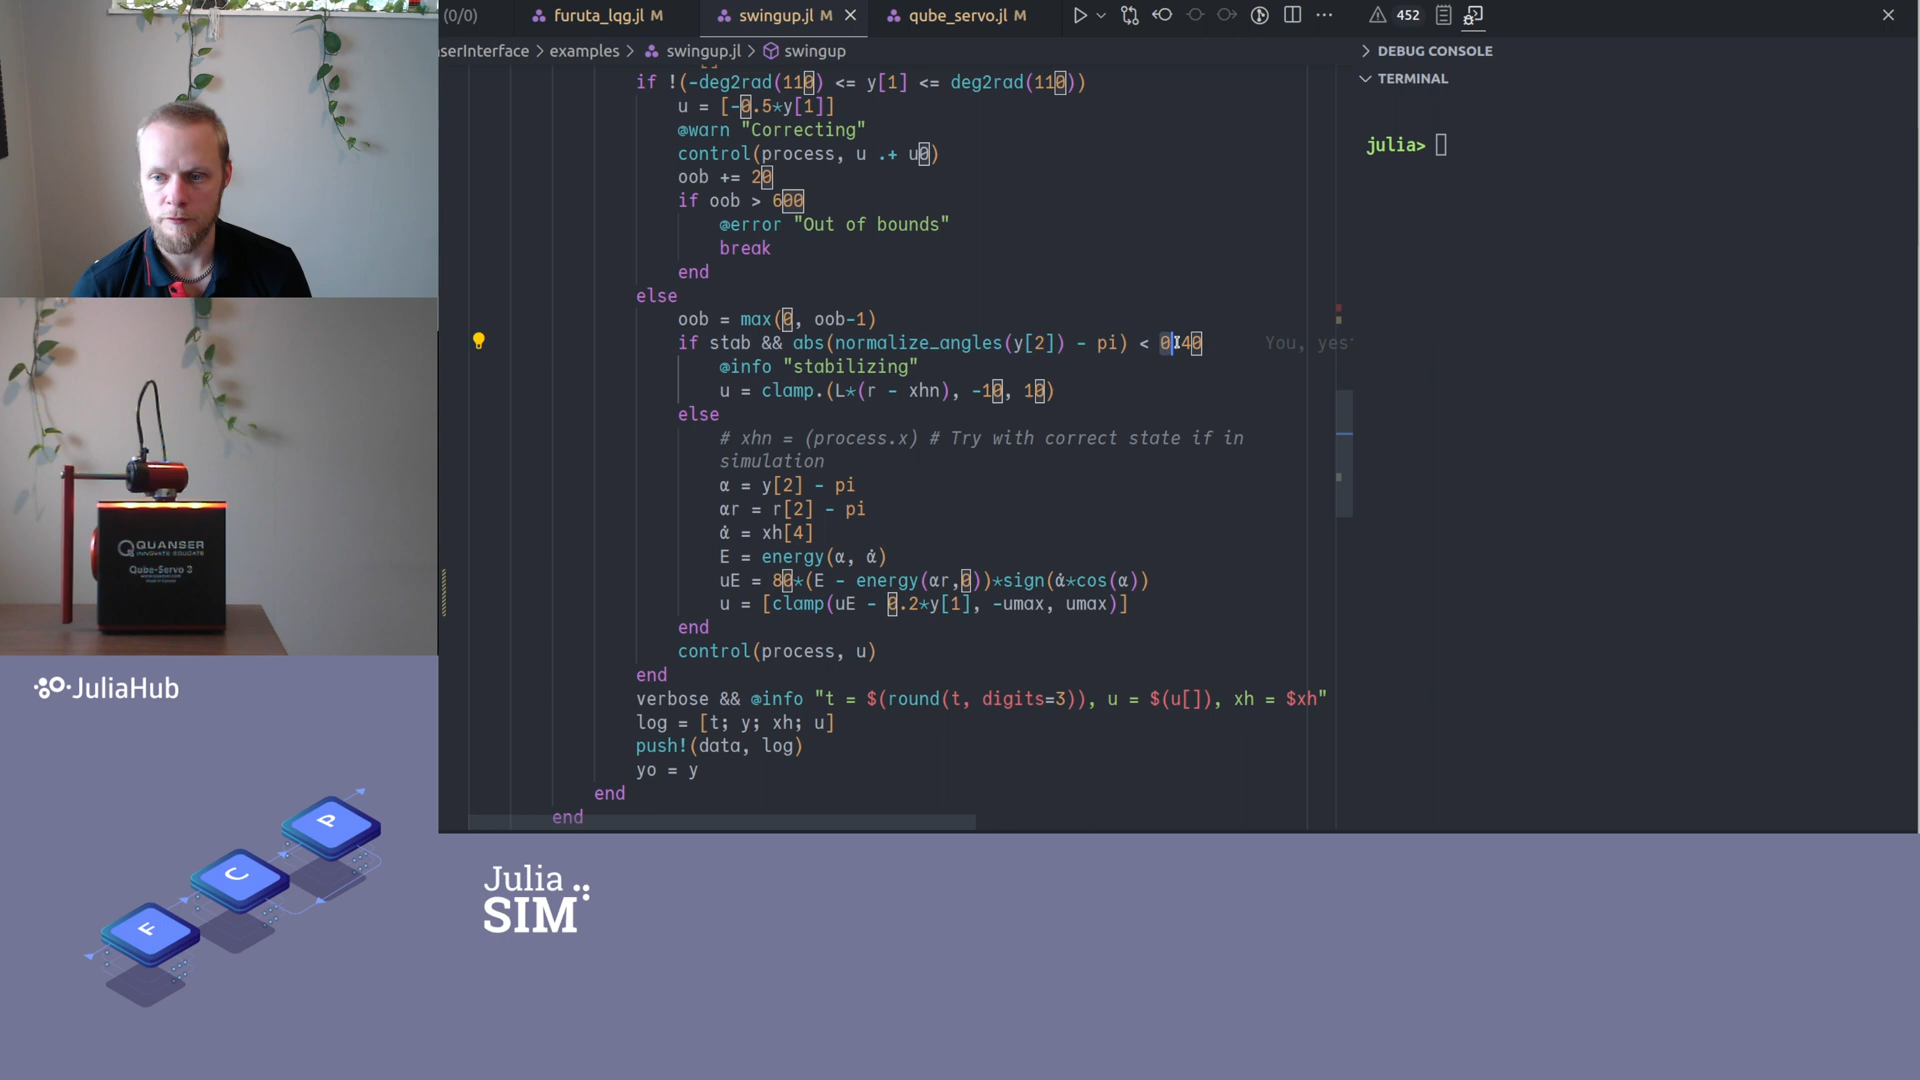 (0/0)
furuta_lqg.jl M
swingup.jl M
qube_servo.jl M
452
serInterface > examples > swingup.jl > swingup
DEBUG CONSOLE
TERMINAL
julia>
if !(-deg2rad(110) <= y[1] <= deg2rad(110))
u = [-0.5*y[1]]
@warn "Correcting"
control(process, u .+ u0)
oob += 20
if oob > 600
@error "Out of bounds"
break
end
else
oob = max(0, oob-1)
if stab && abs(normalize_angles(y[2]) - pi) < 0.40
You, yes
@info "stabilizing"
u = clamp.(L*(r - xhn), -10, 10)
else
# xhn = (process.x) # Try with correct state if in
simulation
α = y[2] - pi
αr = r[2] - pi
α̇ = xh[4]
E = energy(α, α̇)
uE = 80*(E - energy(αr,0))*sign(α̇*cos(α))
u = [clamp(uE - 0.2*y[1], -umax, umax)]
end
control(process, u)
end
verbose && @info "t = $(round(t, digits=3)), u = $(u[]), xh = $xh"
log = [t; y; xh; u]
push!(data, log)
yo = y
end
end
QUANSER
INNOVATE EDUCATE
Qube-Servo 3
JuliaHub
P
C
F
Julia
SIM